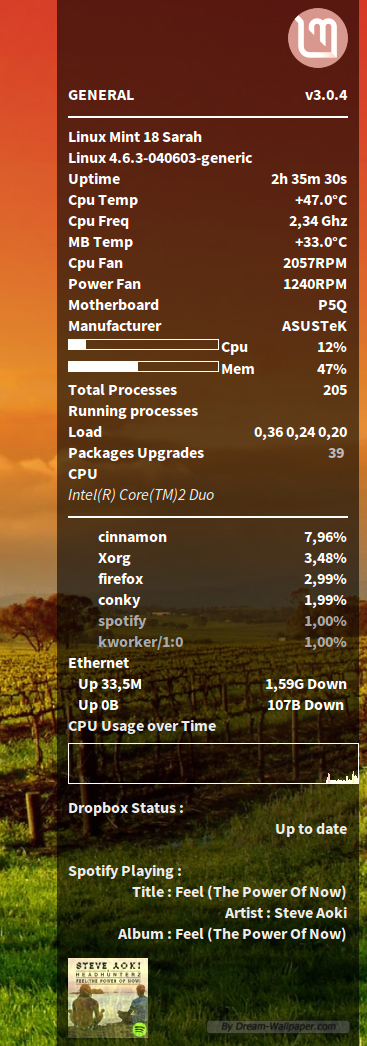 GENERAL v3.0.4
Linux Mint 18 Sarah
Linux 4.6.3-040603-generic
Uptime 2h 35m 30s
Cpu Temp +47.0°C
Cpu Freq 2,34 Ghz
MB Temp +33.0°C
Cpu Fan 2057RPM
Power Fan 1240RPM
Motherboard P5Q
Manufacturer ASUSTeK
Cpu 12%
Mem 47%
Total Processes 205
Running processes
Load 0,36 0,24 0,20
Packages Upgrades 39
CPU
Intel(R) Core(TM)2 Duo
cinnamon 7,96%
Xorg 3,48%
firefox 2,99%
conky 1,99%
spotify 1,00%
kworker/1:0 1,00%
Ethernet
Up 33,5M 1,59G Down
Up 0B 107B Down
CPU Usage over Time
Dropbox Status :
Up to date
Spotify Playing :
Title : Feel (The Power Of Now)
Artist : Steve Aoki
Album : Feel (The Power Of Now)
STEVE AOKI
HEADHUNTERZ
FEEL (THE POWER OF NOW)
By Dream-Wallpaper.com